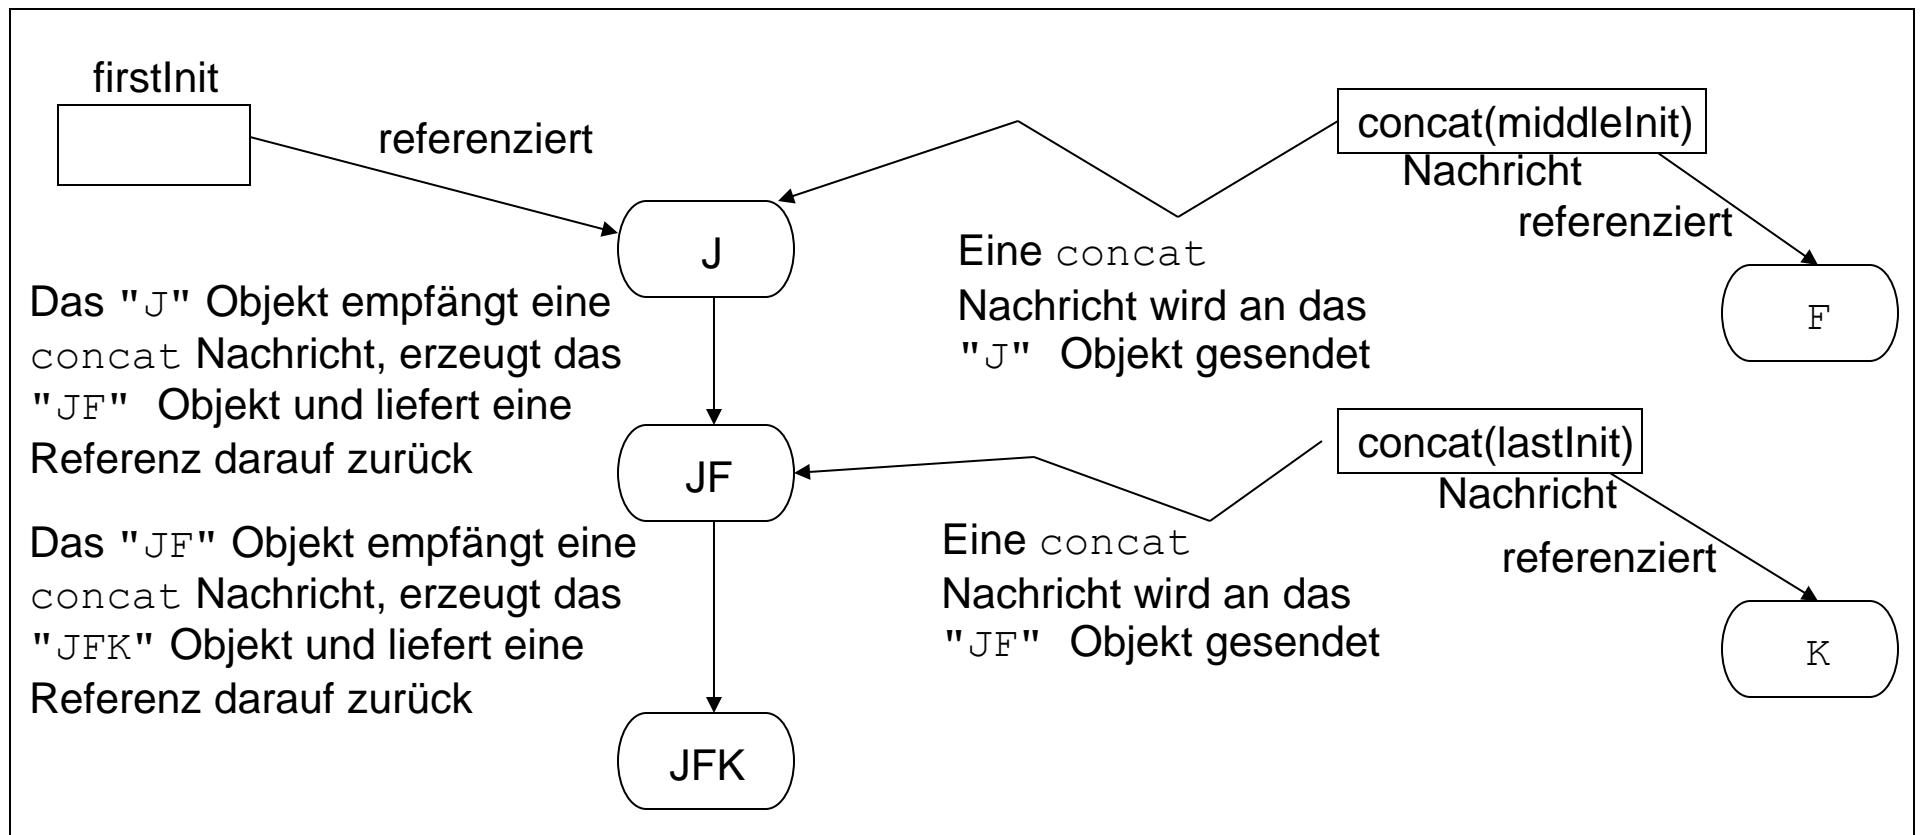 firstInit
referenziert
concat(middleInit)
Nachricht
referenziert
J
F
Eine concat
Nachricht wird an das
"J" Objekt gesendet
Das "J" Objekt empfängt eine
concat Nachricht, erzeugt das
"JF" Objekt und liefert eine
Referenz darauf zurück
concat(lastInit)
Nachricht
referenziert
JF
K
Eine concat
Nachricht wird an das
"JF" Objekt gesendet
Das "JF" Objekt empfängt eine
concat Nachricht, erzeugt das
"JFK" Objekt und liefert eine
Referenz darauf zurück
JFK